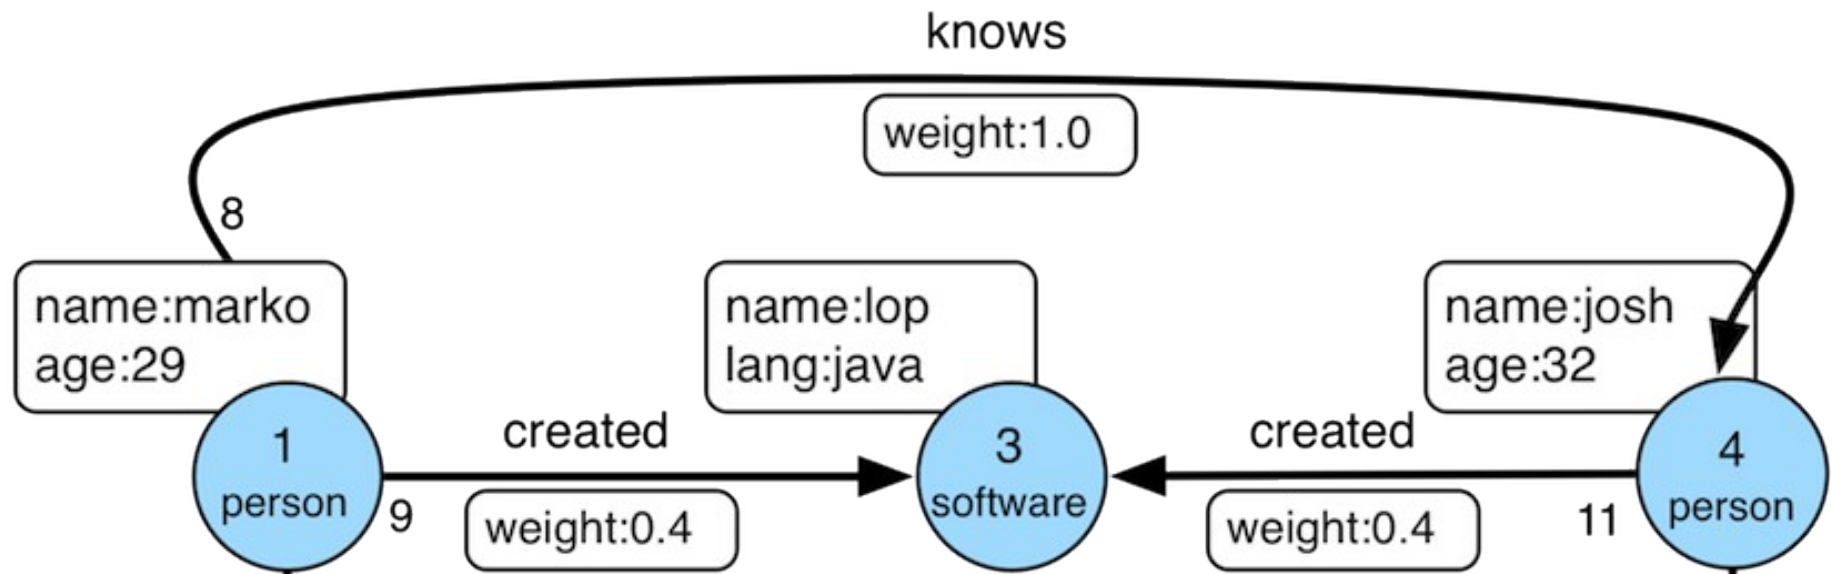 knows
weight:1.0
8
name:marko
age:29
name:lop
lang:java
name:josh
age:32
1
person
created
9
weight:0.4
3
software
created
weight:0.4
11
4
person